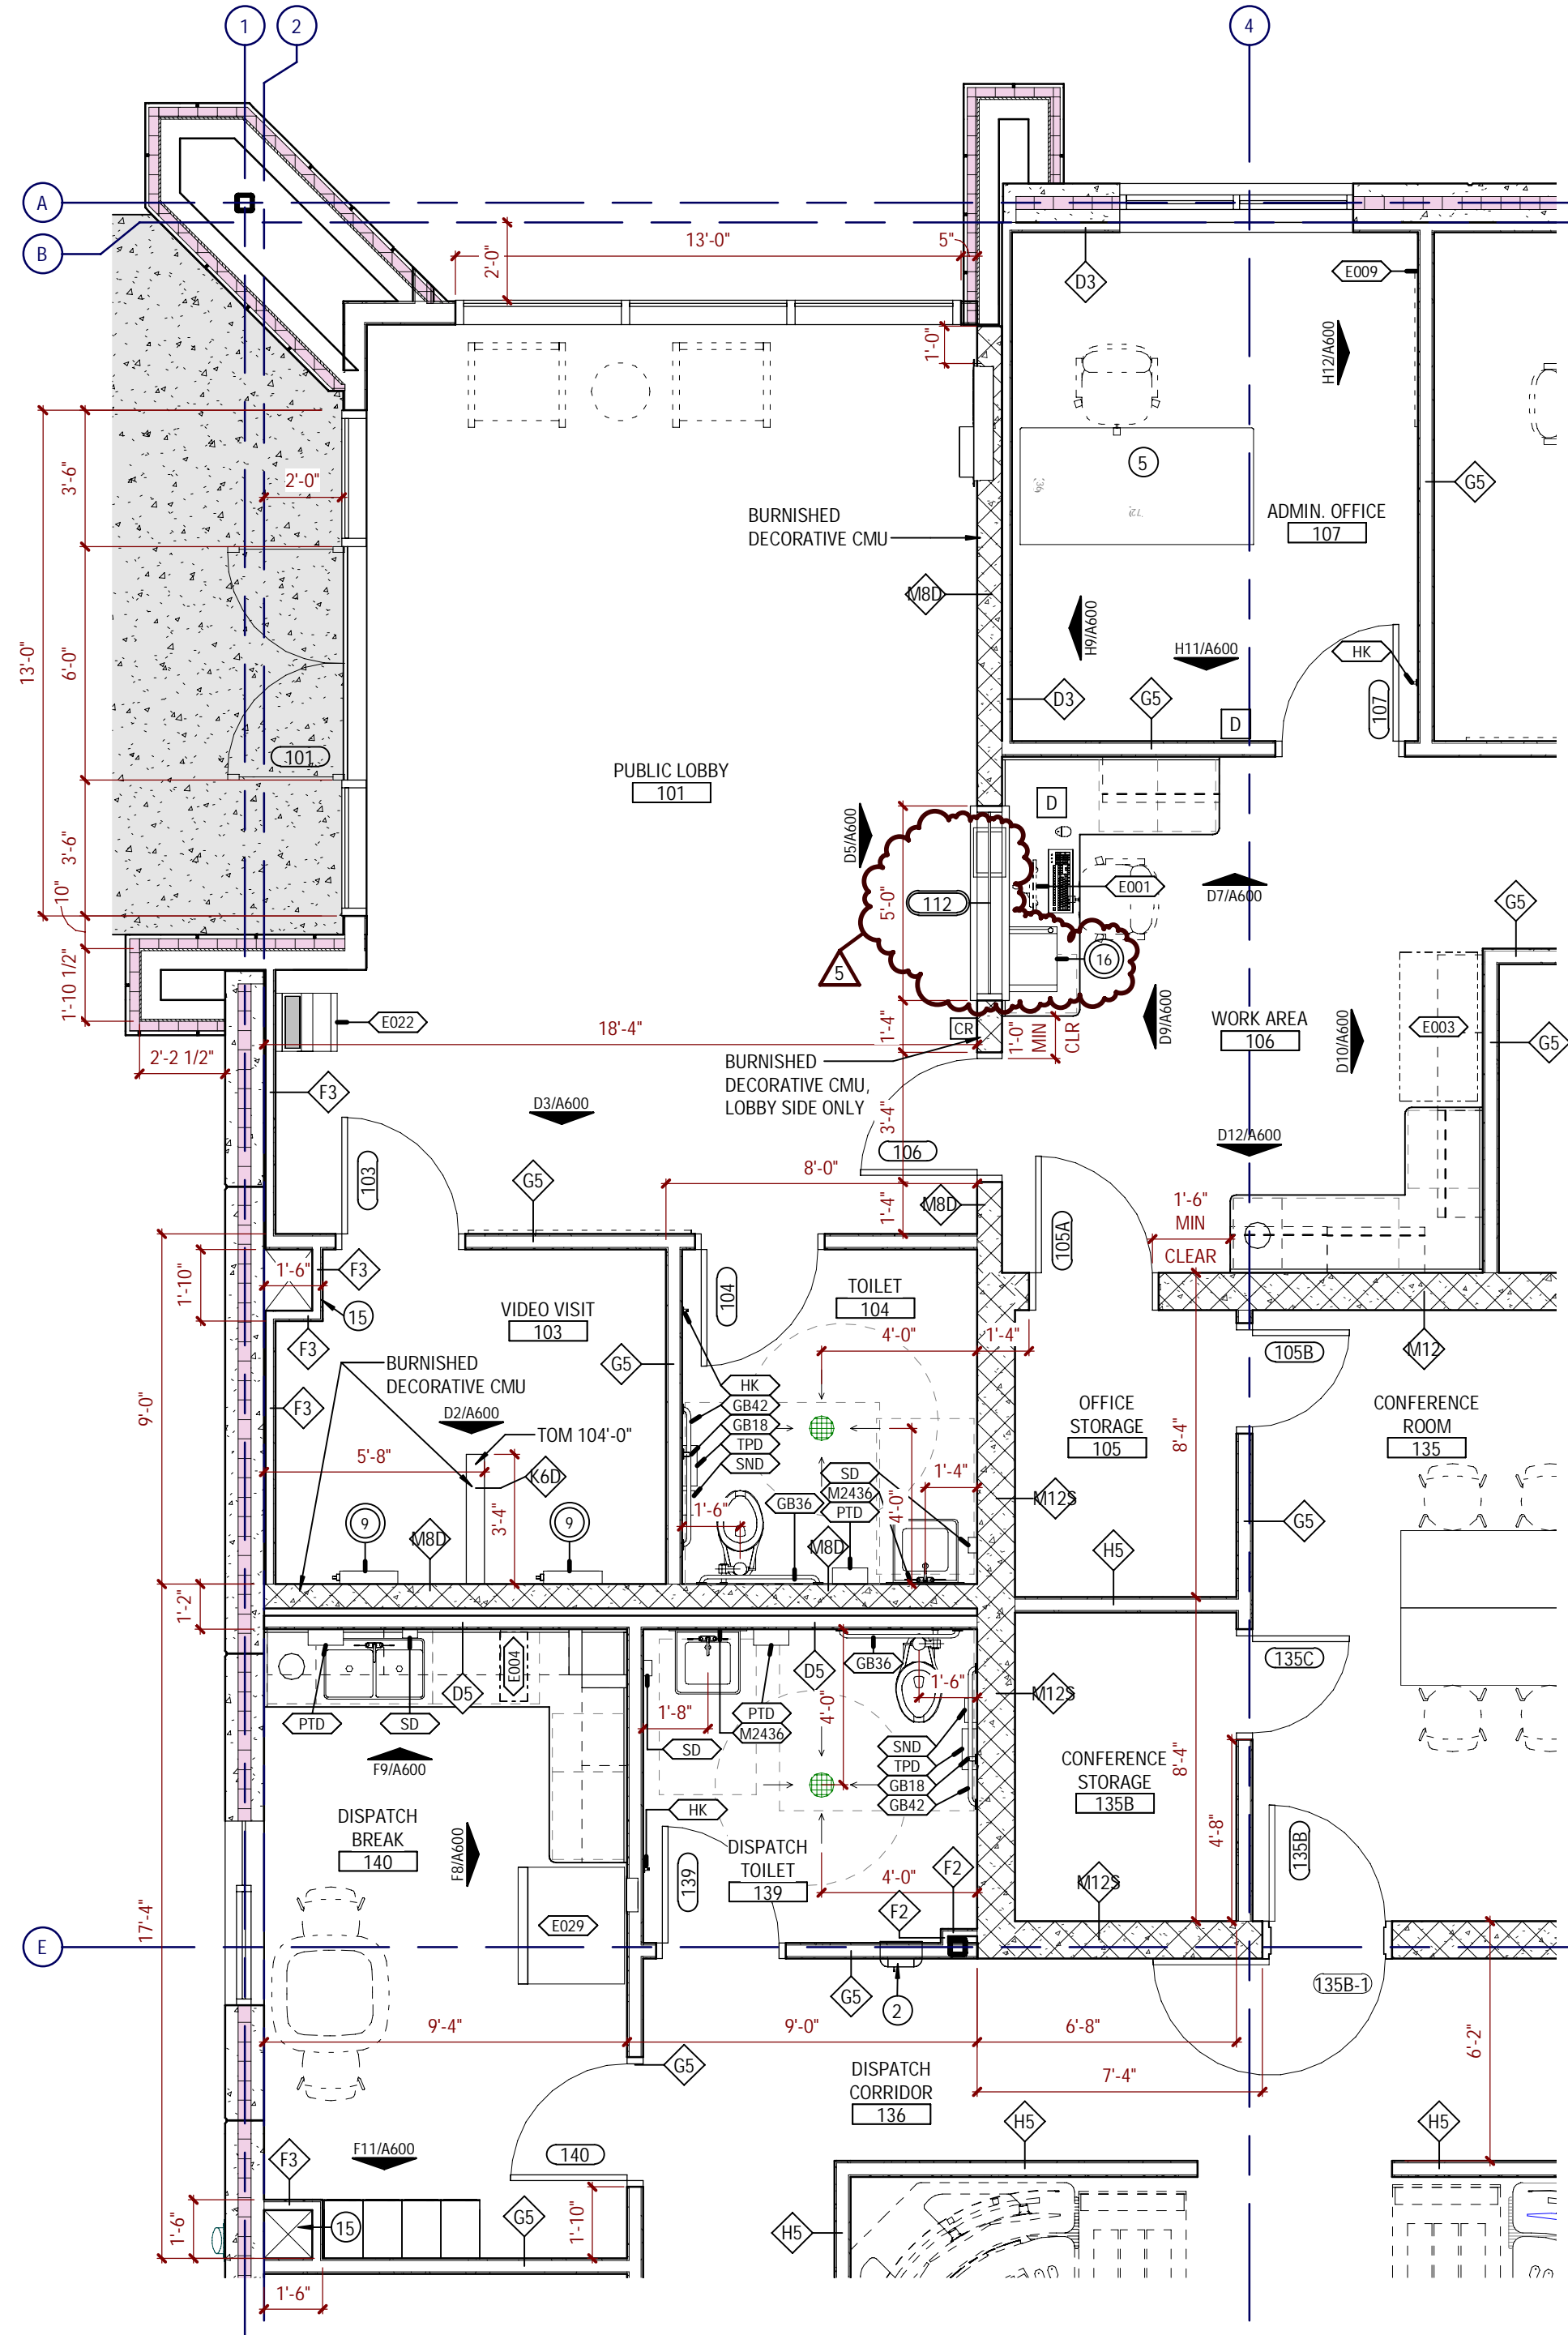 1
2
4
A
B
13'-0"
5"
2'-0"
D3
E009
H12/A600
1'-0"
3'-6"
2'-0"
5
36
72
G5
BURNISHED
DECORATIVE CMU
ADMIN. OFFICE
107
M8D
H9/A600
H11/A600
HK
13'-0"
6'-0"
D3
G5
107
D
101
PUBLIC LOBBY
101
D
D5/A600
3'-6"
E001
D7/A600
10"
112
5'-0"
G5
16
5
1'-10 1/2"
E022
18'-4"
CR
1'-4"
1'-0"
MIN
CLR
D9/A600
WORK AREA
106
D10/A600
E003
G5
2'-2 1/2"
BURNISHED
DECORATIVE CMU,
LOBBY SIDE ONLY
F3
D3/A600
3'-4"
D12/A600
106
103
G5
8'-0"
M8D
1'-4"
105A
1'-6"
MIN
CLEAR
1'-10"
1'-6"
F3
15
F3
VIDEO VISIT
103
104
TOILET
104
4'-0"
1'-4"
105B
M12
BURNISHED
DECORATIVE CMU
G5
HK
GB42
GB18
TPD
SND
9'-0"
F3
D2/A600
TOM 104'-0"
OFFICE
STORAGE
105
8'-4"
CONFERENCE
ROOM
135
5'-8"
K6D
SD
M2436
PTD
1'-4"
4'-0"
GB36
1'-6"
M12S
G5
9
9
3'-4"
M8D
M8D
H5
1'-2"
E004
D5
D5
GB36
135C
PTD
SD
1'-8"
PTD
M2436
SD
4'-0"
1'-6"
M12S
F9/A600
SND
TPD
GB18
GB42
CONFERENCE
STORAGE
135B
8'-4"
HK
DISPATCH
BREAK
140
F8/A600
DISPATCH
TOILET
139
139
F2
4'-0"
4'-8"
135B
M12S
17'-4"
E029
F2
E
G5
2
135B-1
9'-4"
9'-0"
6'-8"
6'-2"
G5
DISPATCH
CORRIDOR
136
7'-4"
F11/A600
140
F3
H5
H5
1'-6"
15
G5
1'-10"
H5
1'-6"